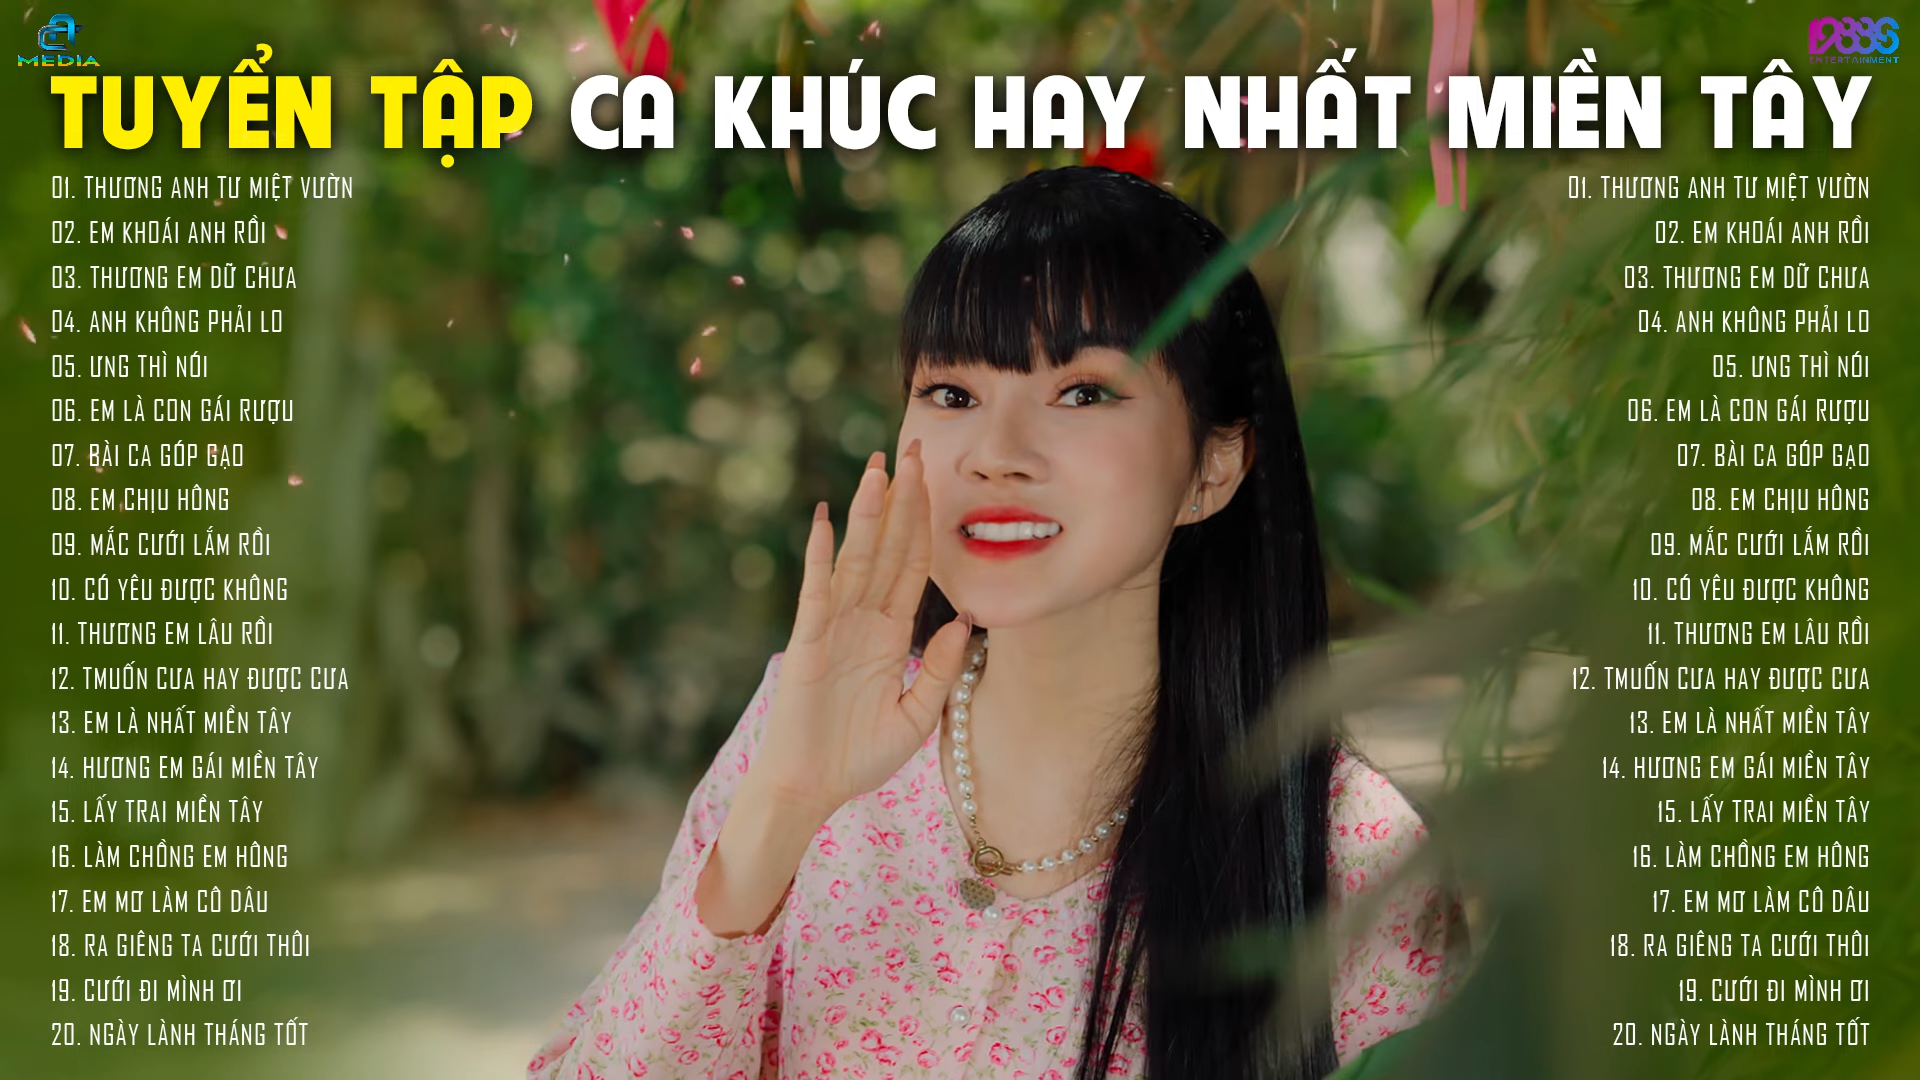 MEDIA
1988S
ENTERTAINMENT
TUYỂN TẬP CA KHÚC HAY NHẤT MIỀN TÂY
01. THƯƠNG ANH TƯ MIỆT VƯỜN
02. EM KHOÁI ANH RỒI
03. THƯƠNG EM DỮ CHƯA
04. ANH KHÔNG PHẢI LO
05. ƯNG THÌ NÓI
06. EM LÀ CON GÁI RƯỢU
07. BÀI CA GÓP GẠO
08. EM CHỊU HÔNG
09. MẮC CƯỚI LẮM RỒI
10. CÓ YÊU ĐƯỢC KHÔNG
11. THƯƠNG EM LÂU RỒI
12. TMUỐN CƯA HAY ĐƯỢC CƯA
13. EM LÀ NHẤT MIỀN TÂY
14. HƯƠNG EM GÁI MIỀN TÂY
15. LẤY TRAI MIỀN TÂY
16. LÀM CHỒNG EM HÔNG
17. EM MƠ LÀM CÔ DÂU
18. RA GIÊNG TA CƯỚI THÔI
19. CƯỚI ĐI MÌNH ƠI
20. NGÀY LÀNH THÁNG TỐT
01. THƯƠNG ANH TƯ MIỆT VƯỜN
02. EM KHOÁI ANH RỒI
03. THƯƠNG EM DỮ CHƯA
04. ANH KHÔNG PHẢI LO
05. ƯNG THÌ NÓI
06. EM LÀ CON GÁI RƯỢU
07. BÀI CA GÓP GẠO
08. EM CHỊU HÔNG
09. MẮC CƯỚI LẮM RỒI
10. CÓ YÊU ĐƯỢC KHÔNG
11. THƯƠNG EM LÂU RỒI
12. TMUỐN CƯA HAY ĐƯỢC CƯA
13. EM LÀ NHẤT MIỀN TÂY
14. HƯƠNG EM GÁI MIỀN TÂY
15. LẤY TRAI MIỀN TÂY
16. LÀM CHỒNG EM HÔNG
17. EM MƠ LÀM CÔ DÂU
18. RA GIÊNG TA CƯỚI THÔI
19. CƯỚI ĐI MÌNH ƠI
20. NGÀY LÀNH THÁNG TỐT